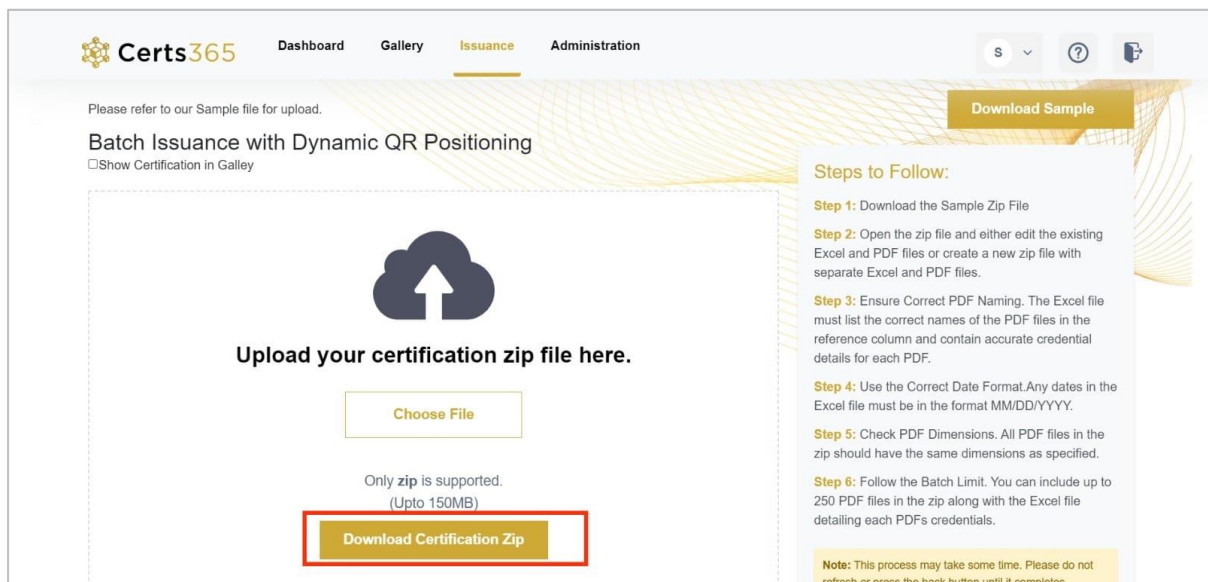 Certs365
Dashboard
Gallery
Issuance
Administration
S
?
Please refer to our Sample file for upload.
Download Sample
Batch Issuance with Dynamic QR Positioning
Show Certification in Galley
Upload your certification zip file here.
Choose File
Only zip is supported.
(Upto 150MB)
Download Certification Zip
Steps to Follow:
Step 1: Download the Sample Zip File
Step 2: Open the zip file and either edit the existing
Excel and PDF files or create a new zip file with
separate Excel and PDF files.
Step 3: Ensure Correct PDF Naming. The Excel file
must list the correct names of the PDF files in the
reference column and contain accurate credential
details for each PDF.
Step 4: Use the Correct Date Format.Any dates in the
Excel file must be in the format MM/DD/YYYY.
Step 5: Check PDF Dimensions. All PDF files in the
zip should have the same dimensions as specified.
Step 6: Follow the Batch Limit. You can include up to
250 PDF files in the zip along with the Excel file
detailing each PDFs credentials.
Note: This process may take some time. Please do not
refresh or press the back button until it completes